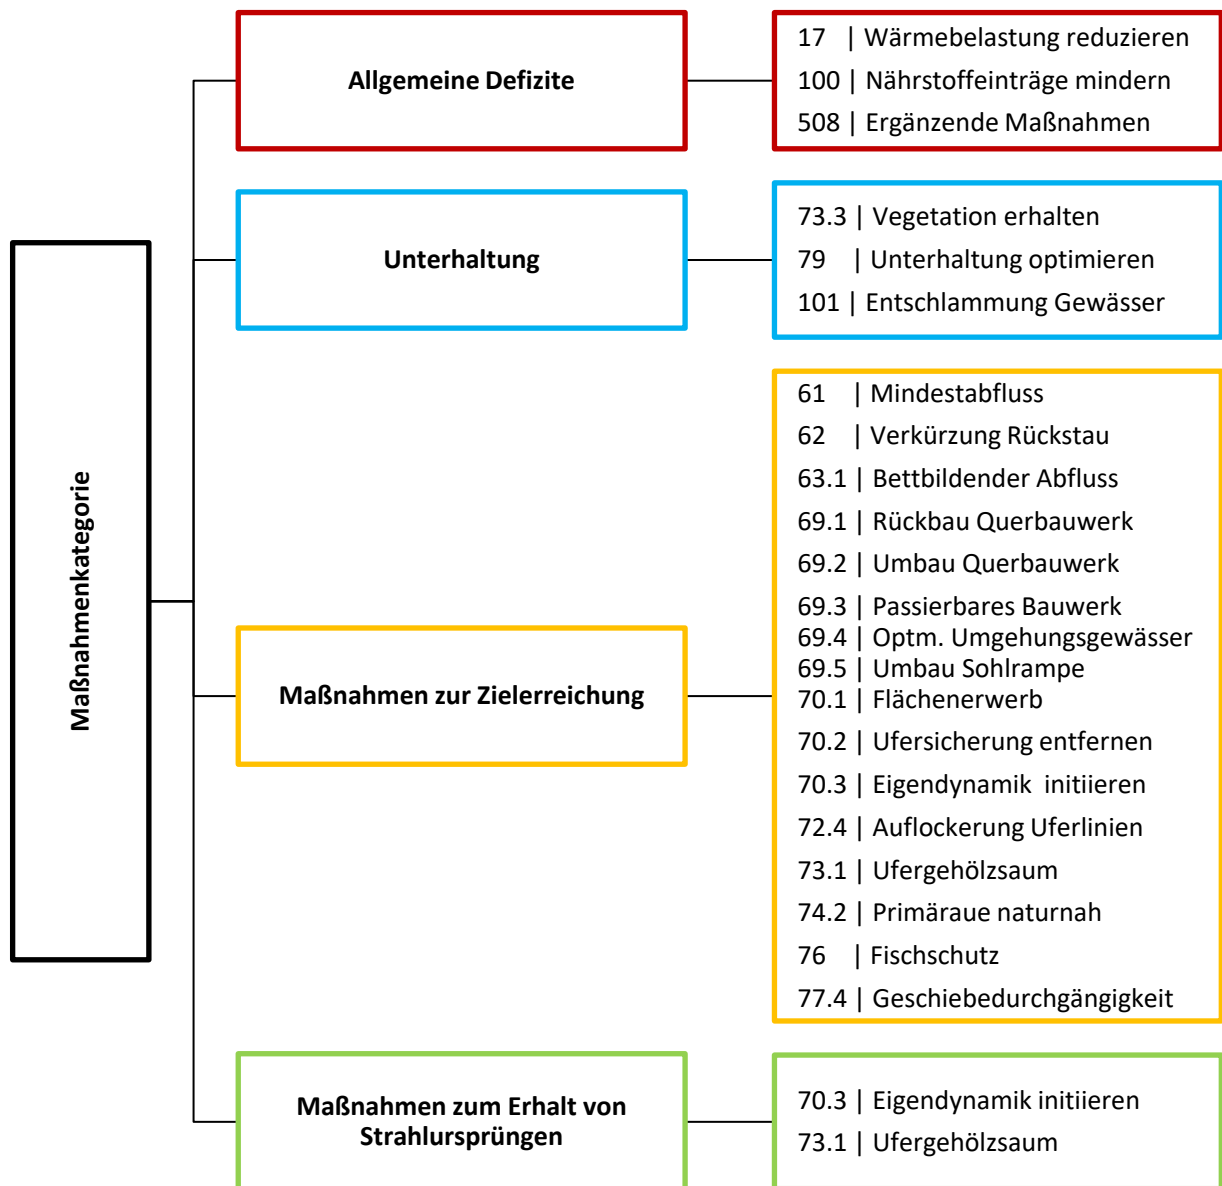 Maßnahmenkategorie
Allgemeine Defizite
17 | Wärmebelastung reduzieren
100 | Nährstoffeinträge mindern
508 | Ergänzende Maßnahmen
Unterhaltung
73.3 | Vegetation erhalten
79 | Unterhaltung optimieren
101 | Entschlammung Gewässer
Maßnahmen zur Zielerreichung
61 | Mindestabfluss
62 | Verkürzung Rückstau
63.1 | Bettbildender Abfluss
69.1 | Rückbau Querbauwerk
69.2 | Umbau Querbauwerk
69.3 | Passierbares Bauwerk
69.4 | Optm. Umgehungsgewässer
69.5 | Umbau Sohlrampe
70.1 | Flächenerwerb
70.2 | Ufersicherung entfernen
70.3 | Eigendynamik initiieren
72.4 | Auflockerung Uferlinien
73.1 | Ufergehölzsaum
74.2 | Primäraue naturnah
76 | Fischschutz
77.4 | Geschiebedurchgängigkeit
Maßnahmen zum Erhalt von
Strahlursprüngen
70.3 | Eigendynamik initiieren
73.1 | Ufergehölzsaum